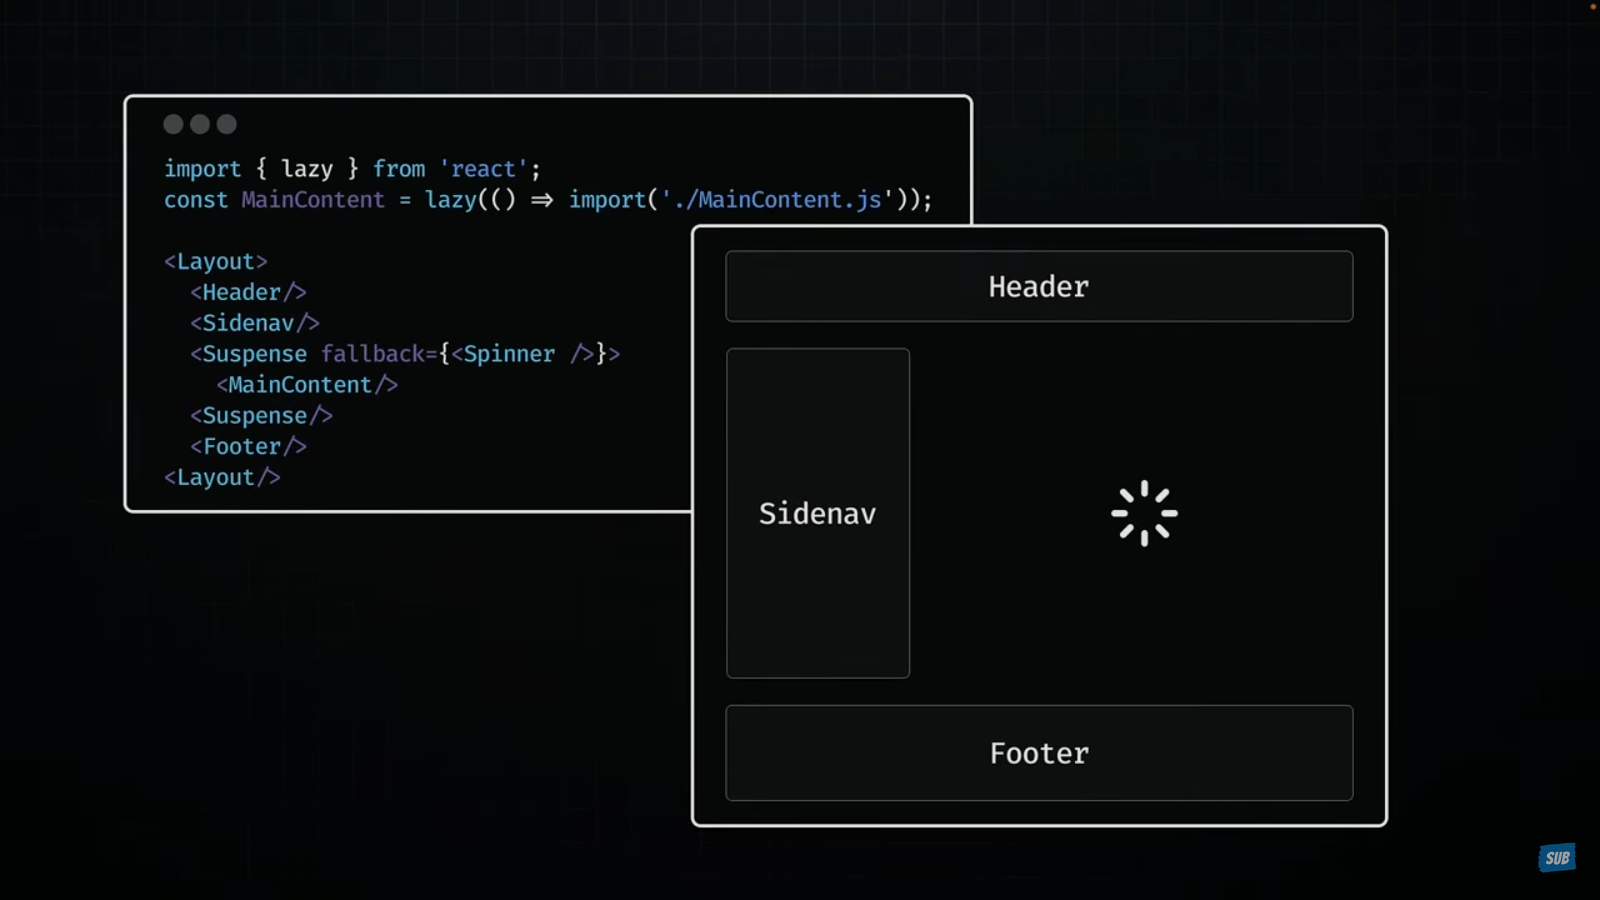 import { lazy } from 'react';
const MainContent = lazy(() => import('./MainContent.js'));
<Layout>
<Header/>
<Sidenav/>
<Suspense fallback={<Spinner />}>
<MainContent/>
<Suspense/>
<Footer/>
<Layout/>
Header
Sidenav
Footer
SUB